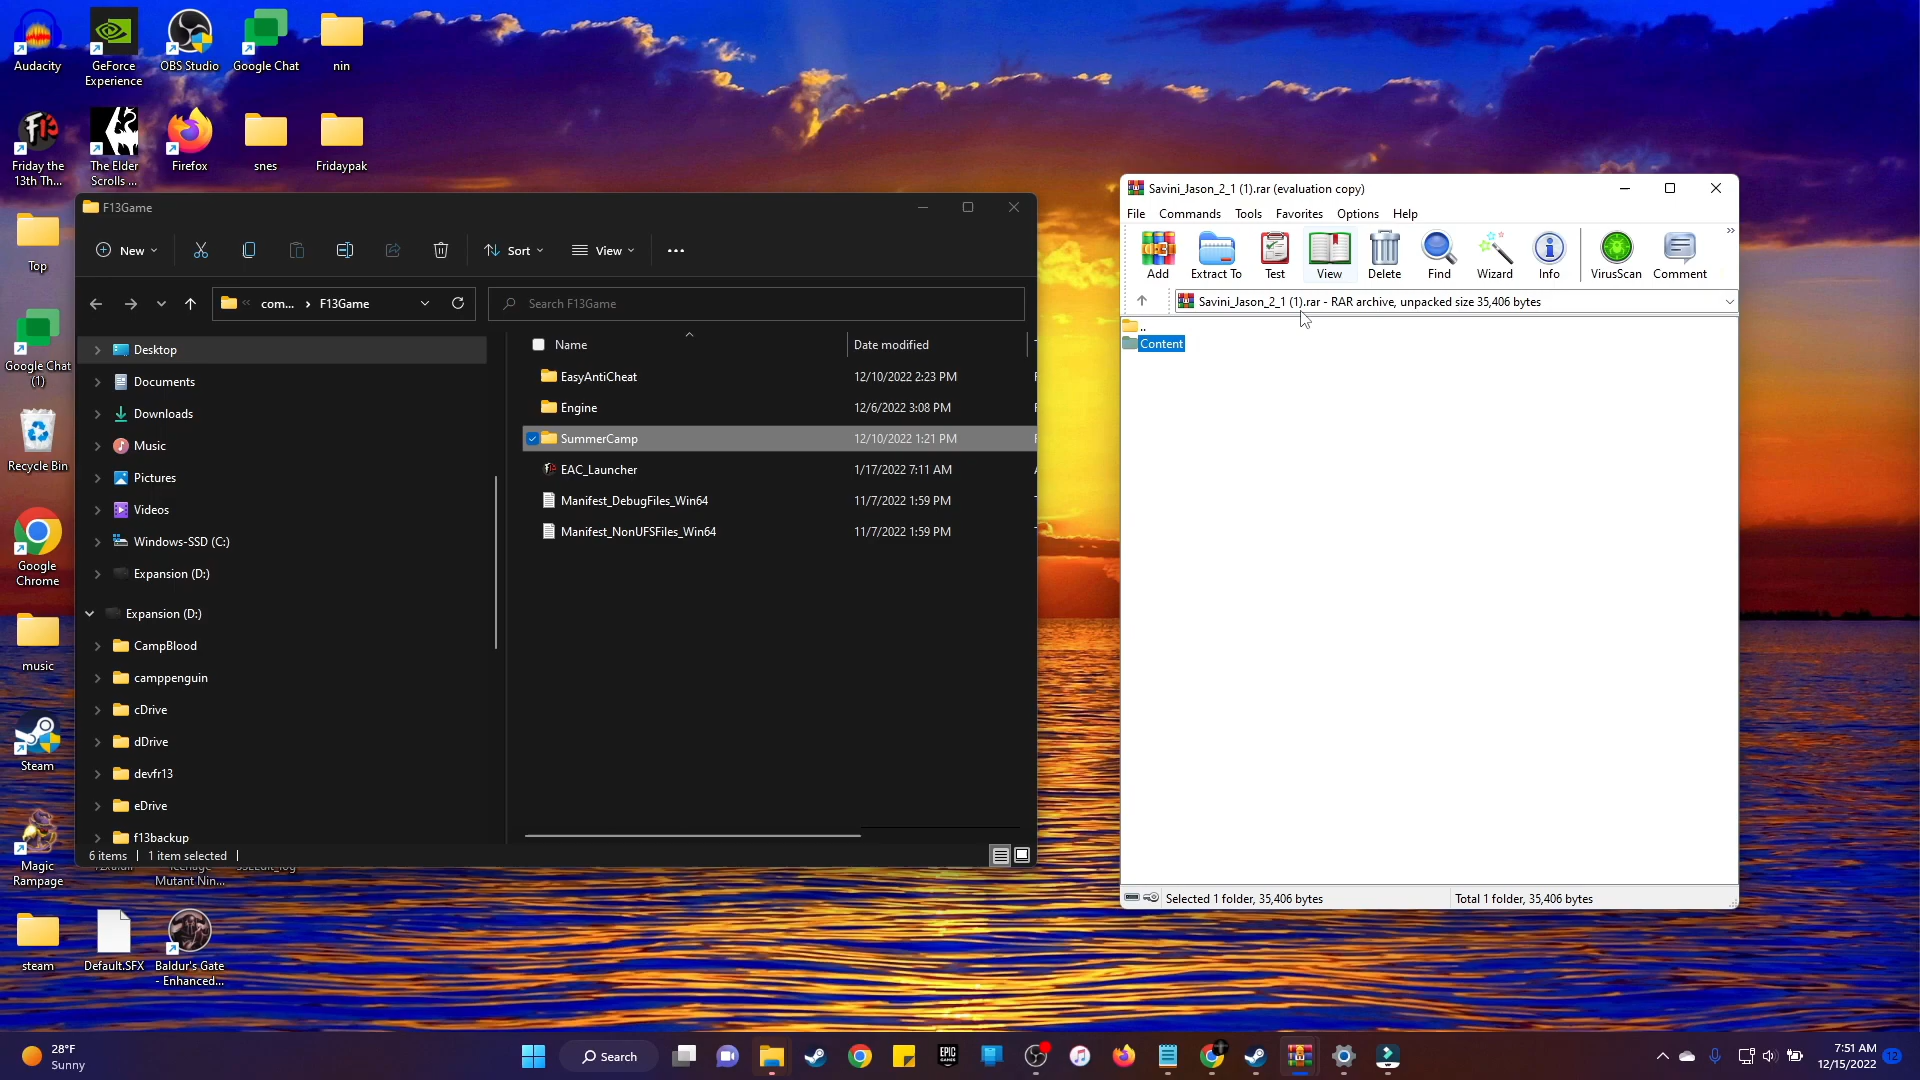 Audacity
GeForce
Experience
OBS Studio
Google Chat
nin
Friday the
13th Th...
The Elder
Scrolls ...
Firefox
snes
Fridaypak
Top
Google Chat
(1)
Recycle Bin
Google
Chrome
music
Steam
Magic
Rampage
Teenage
Mutant Nin...
SSEEdit_log
steam
Default.SFX
Baldur's Gate
- Enhanced...
F13Game
New
Sort
View
com...
F13Game
Search F13Game
Desktop
Documents
Downloads
Music
Pictures
Videos
Windows-SSD (C:)
Expansion (D:)
Expansion (D:)
CampBlood
camppenguin
cDrive
dDrive
devfr13
eDrive
f13backup
Name
Date modified
EasyAntiCheat 12/10/2022 2:23 PM
Engine 12/6/2022 3:08 PM
SummerCamp 12/10/2022 1:21 PM
EAC_Launcher 1/17/2022 7:11 AM
Manifest_DebugFiles_Win64 11/7/2022 1:59 PM
Manifest_NonUFSFiles_Win64 11/7/2022 1:59 PM
6 items
1 item selected
Savini_Jason_2_1 (1).rar (evaluation copy)
File Commands Tools Favorites Options Help
Add Extract To Test View Delete Find Wizard Info VirusScan Comment
Savini_Jason_2_1 (1).rar - RAR archive, unpacked size 35,406 bytes
..
Content
Selected 1 folder, 35,406 bytes
Total 1 folder, 35,406 bytes
28°F
Sunny
Search
EPIC
GAMES
7:51 AM
12/15/2022
12